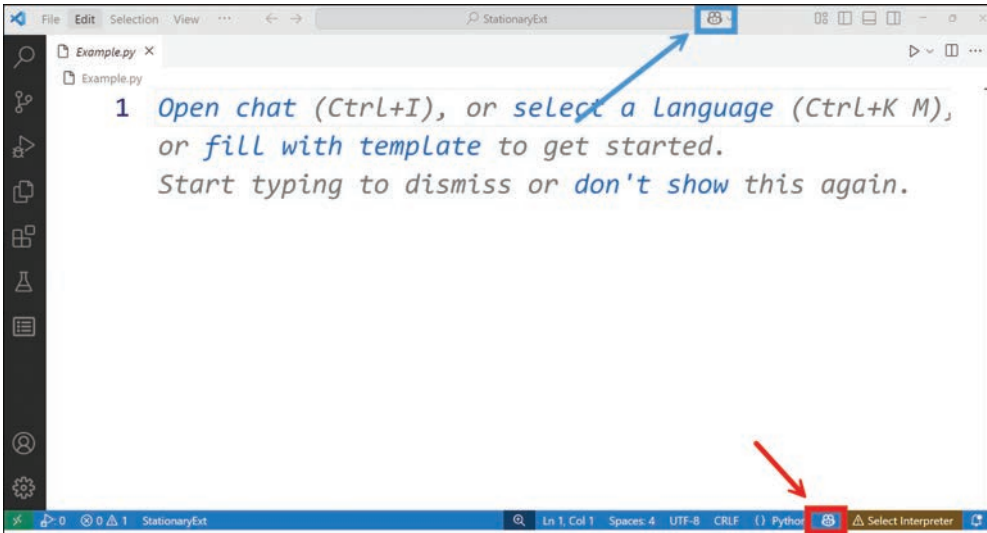 File Edit Selection View ··· StationaryExt
Example.py
Example.py
1 Open chat (Ctrl+I), or select a language (Ctrl+K M),
or fill with template to get started.
Start typing to dismiss or don't show this again.
0 0 1 StationaryExt Ln 1, Col 1 Spaces: 4 UTF-8 CRLF {} Python Select Interpreter